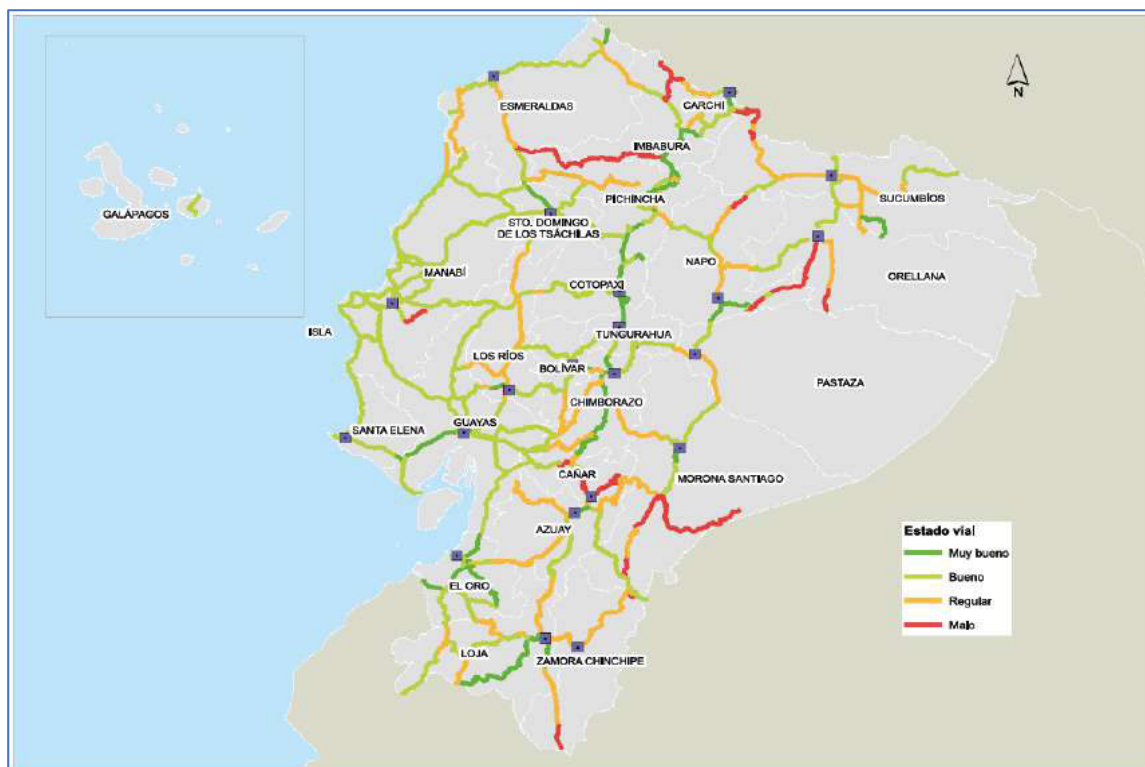 ESMERALDAS
CARCHI
N
IMBABURA
PICHINCHA
SUCUMBÍOS
GALÁPAGOS
STO. DOMINGO
DE LOS TSÁCHILAS
NAPO
MANABÍ
ORELLANA
COTOPAXI
ISLA
TUNGURAHUA
LOS RÍOS
BOLÍVAR
PASTAZA
CHIMBORAZO
GUAYAS
SANTA ELENA
CAÑAR
MORONA SANTIAGO
AZUAY
Estado vial
Muy bueno
Bueno
Regular
Malo
EL ORO
LOJA
ZAMORA CHINCHIPE